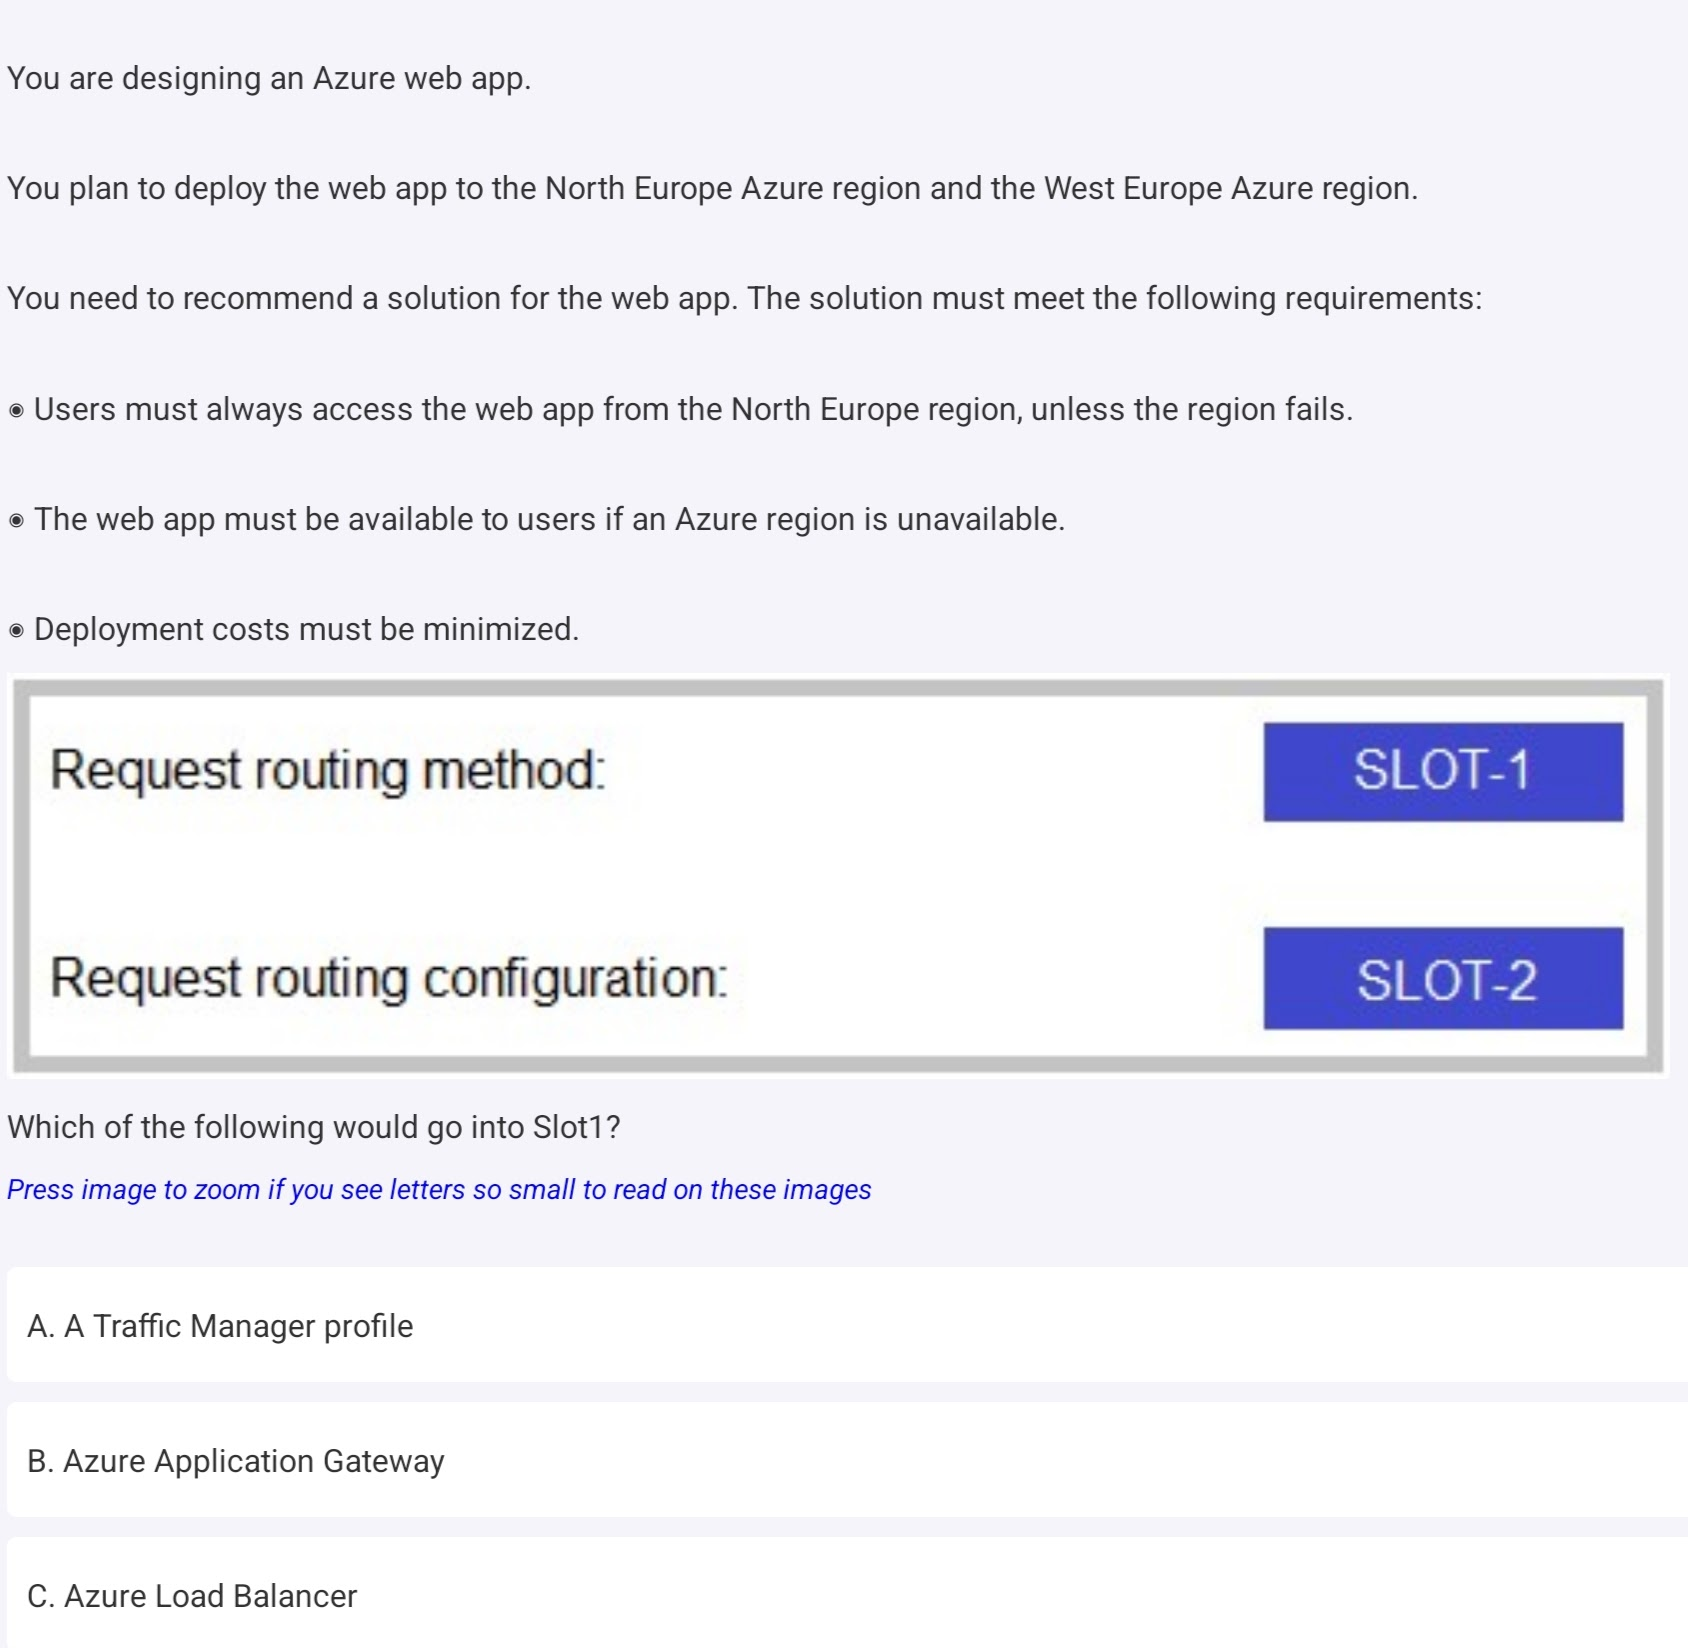 You are designing an Azure web app.
You plan to deploy the web app to the North Europe Azure region and the West Europe Azure region.
You need to recommend a solution for the web app. The solution must meet the following requirements:
◉ Users must always access the web app from the North Europe region, unless the region fails.
◉ The web app must be available to users if an Azure region is unavailable.
◉ Deployment costs must be minimized.
Request routing method: SLOT-1
Request routing configuration: SLOT-2
Which of the following would go into Slot1?
Press image to zoom if you see letters so small to read on these images
A. A Traffic Manager profile
B. Azure Application Gateway
C. Azure Load Balancer